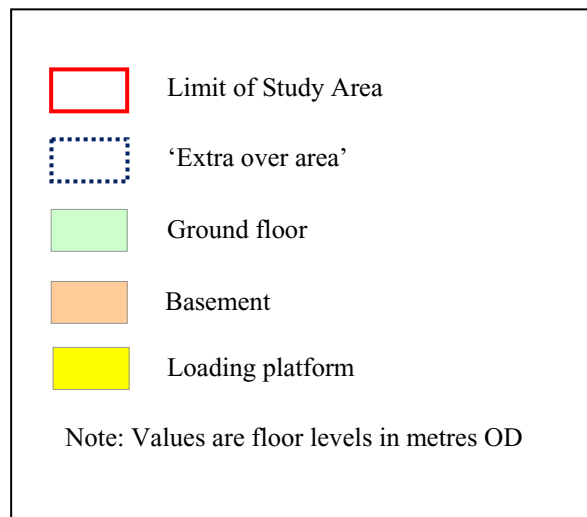 Limit of Study Area
‘Extra over area’
Ground floor
Basement
Loading platform
Note: Values are floor levels in metres OD